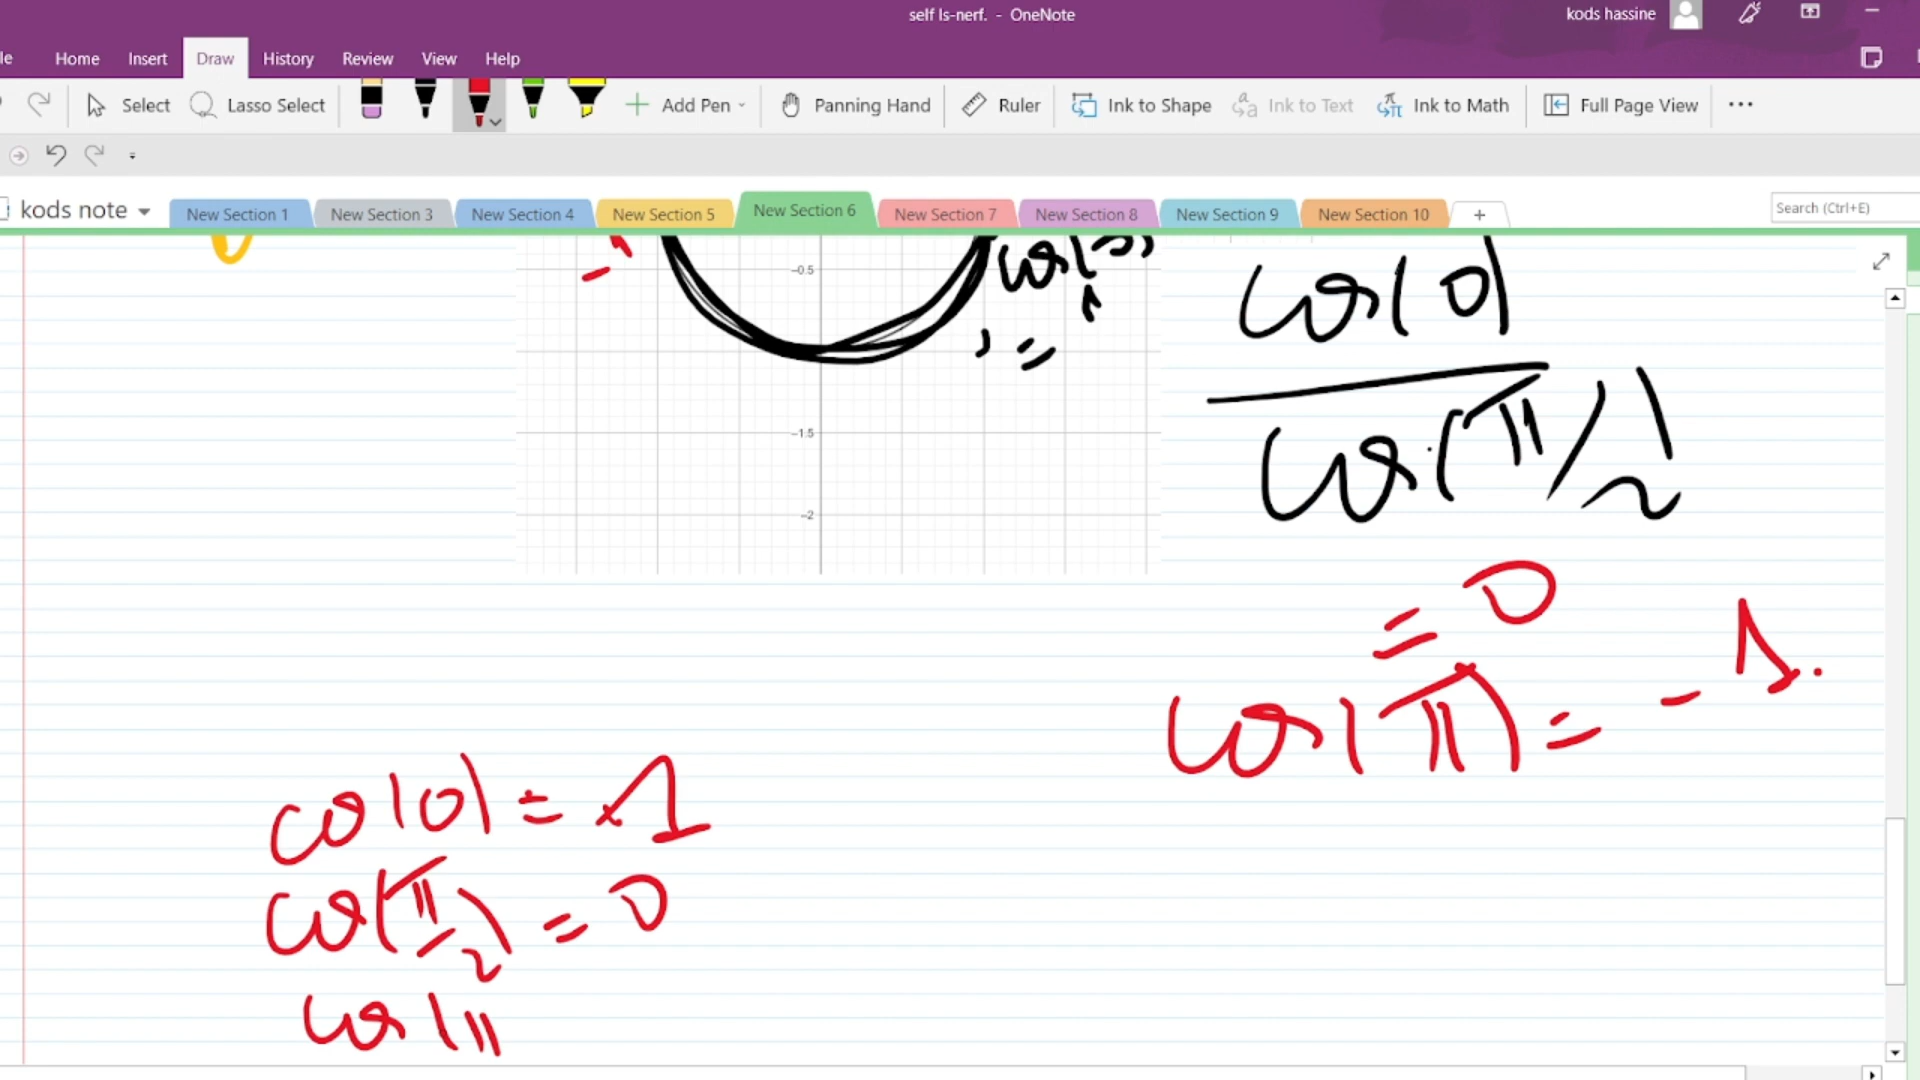 self ls-nerf. - OneNote
kods hassine
le Home Insert Draw History Review View Help
Select Lasso Select Add Pen Panning Hand Ruler Ink to Shape Ink to Text Ink to Math Full Page View
kods note New Section 1 New Section 3 New Section 4 New Section 5 New Section 6 New Section 7 New Section 8 New Section 9 New Section 10 + Search (Ctrl+E)
-0.5
-1.5
-2
cos(0)
cos(π/2)
= 0
cos(π) = -1.
cos(0) = 1
cos(π/2) = 0
cos(π